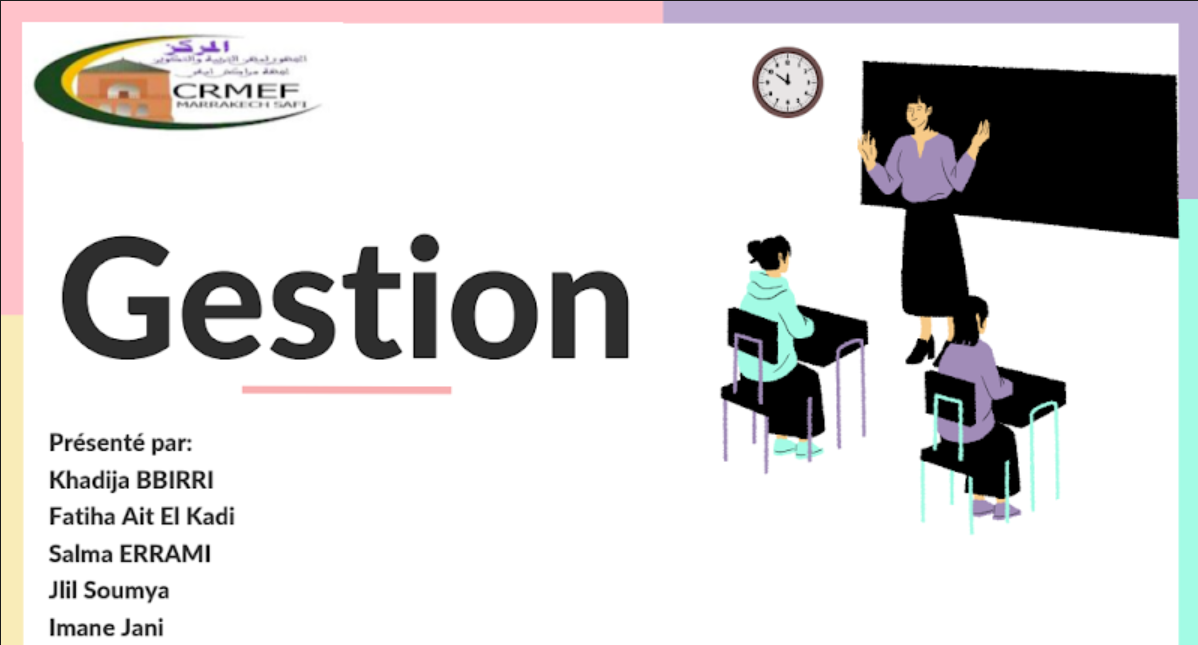 المركز
CRMEF
MARRAKECH SAFI
Gestion
Présenté par:
Khadija BBIRRI
Fatiha Ait El Kadi
Salma ERRAMI
Jlil Soumya
Imane Jani